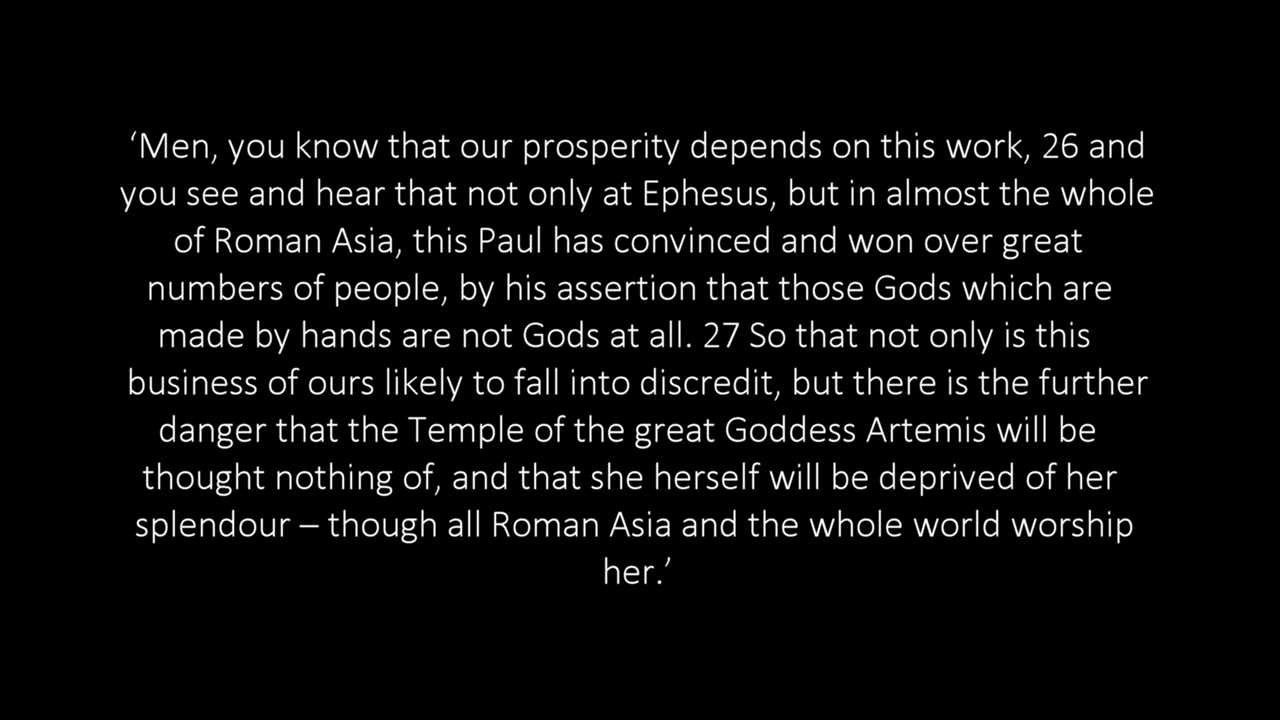 ‘Men, you know that our prosperity depends on this work, 26 and
you see and hear that not only at Ephesus, but in almost the whole
of Roman Asia, this Paul has convinced and won over great
numbers of people, by his assertion that those Gods which are
made by hands are not Gods at all. 27 So that not only is this
business of ours likely to fall into discredit, but there is the further
danger that the Temple of the great Goddess Artemis will be
thought nothing of, and that she herself will be deprived of her
splendour – though all Roman Asia and the whole world worship
her.’